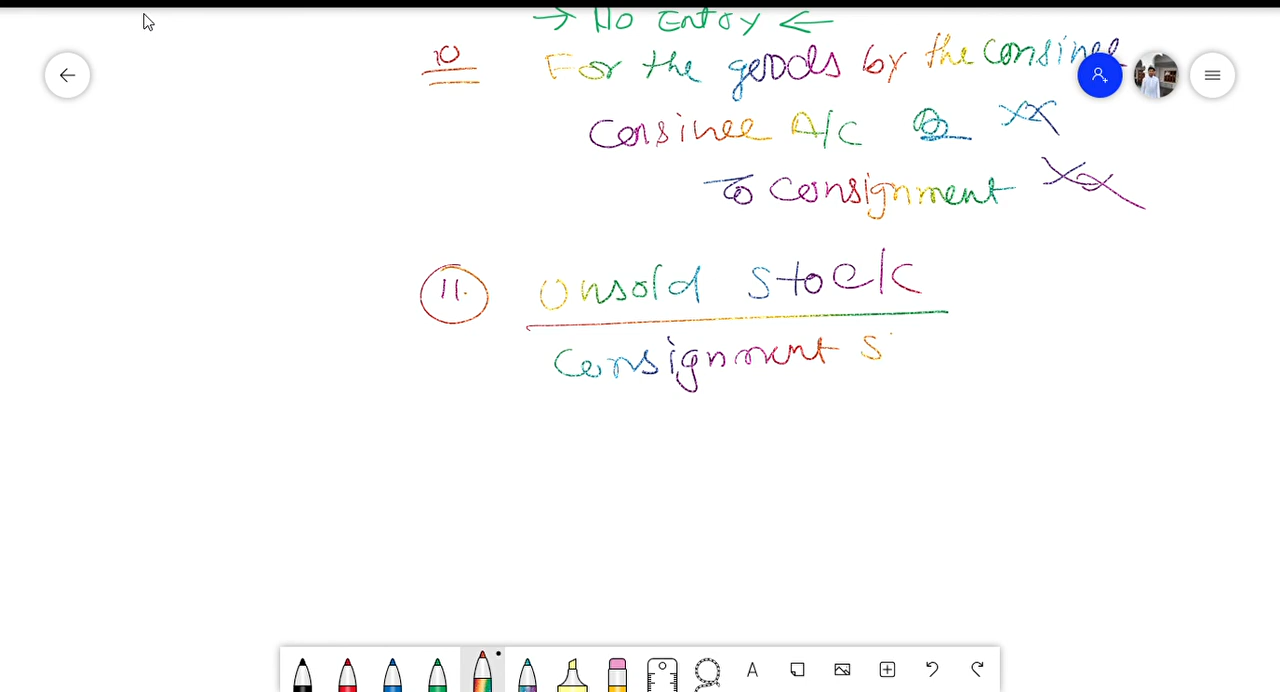 → No Entry ←
10 For the goods by the Consinee
Consinee A/C Dr XX
To Consignment XX
11. Unsold Stock
Consignment S
A